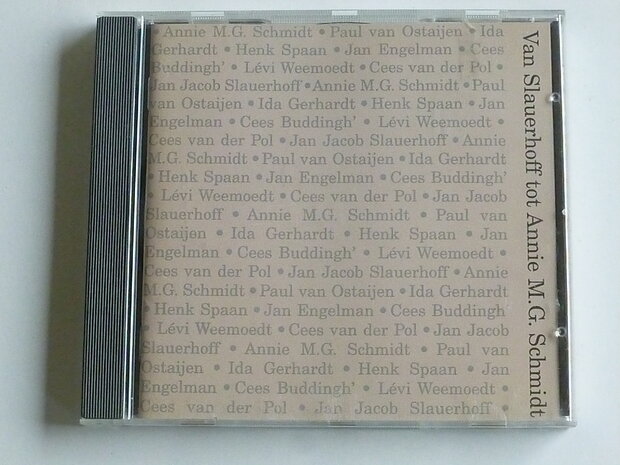 • Annie M.G. Schmidt • Paul van Ostaijen • Ida
Gerhardt • Henk Spaan • Jan Engelman • Cees
Buddingh' • Lévi Weemoedt • Cees van der Pol •
Jan Jacob Slauerhoff • Annie M.G. Schmidt • Paul
van Ostaijen • Ida Gerhardt • Henk Spaan • Jan
Engelman • Cees Buddingh' • Lévi Weemoedt •
Cees van der Pol • Jan Jacob Slauerhoff • Annie
M.G. Schmidt • Paul van Ostaijen • Ida Gerhardt
• Henk Spaan • Jan Engelman • Cees Buddingh'
• Lévi Weemoedt • Cees van der Pol • Jan Jacob
Slauerhoff • Annie M.G. Schmidt • Paul van
Ostaijen • Ida Gerhardt • Henk Spaan • Jan
Engelman • Cees Buddingh' • Lévi Weemoedt •
Cees van der Pol • Jan Jacob Slauerhoff • Annie
M.G. Schmidt • Paul van Ostaijen • Ida Gerhardt
• Henk Spaan • Jan Engelman • Cees Buddingh'
• Lévi Weemoedt • Cees van der Pol • Jan Jacob
Slauerhoff • Annie M.G. Schmidt • Paul van
Ostaijen • Ida Gerhardt • Henk Spaan • Jan
Engelman • Cees Buddingh' • Lévi Weemoedt •
Cees van der Pol • Jan Jacob Slauerhoff •
Van Slauerhoff tot Annie M.G. Schmidt